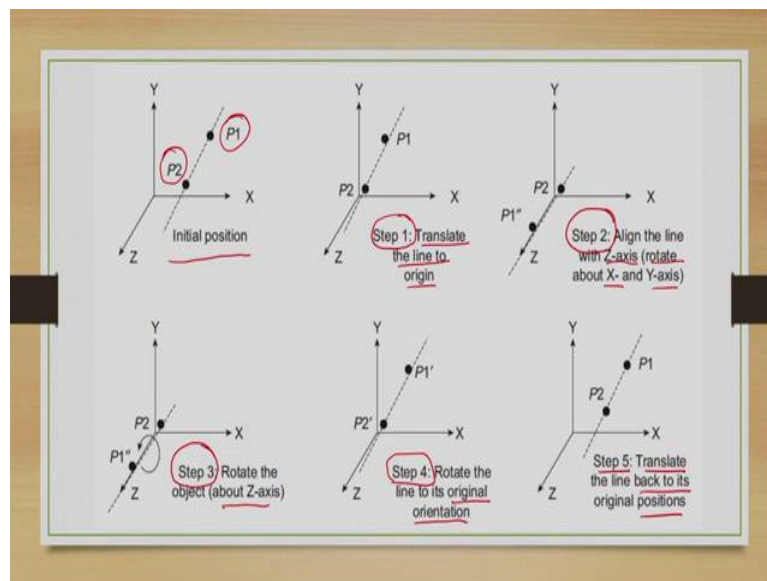 Y
P1
P2
X
Initial position
Z
Y
P1
P2
X
Step 1: Translate
the line to
origin
Z
Y
P2
X
P1"
Z
Step 2: Align the line
with Z-axis (rotate
about X- and Y-axis)
Y
P2
X
P1"
Z
Step 3: Rotate the
object (about Z-axis)
Y
P1'
P2'
X
Z
Step 4: Rotate the
line to its original
orientation
Y
P1
P2
X
Z
Step 5: Translate
the line back to its
original positions